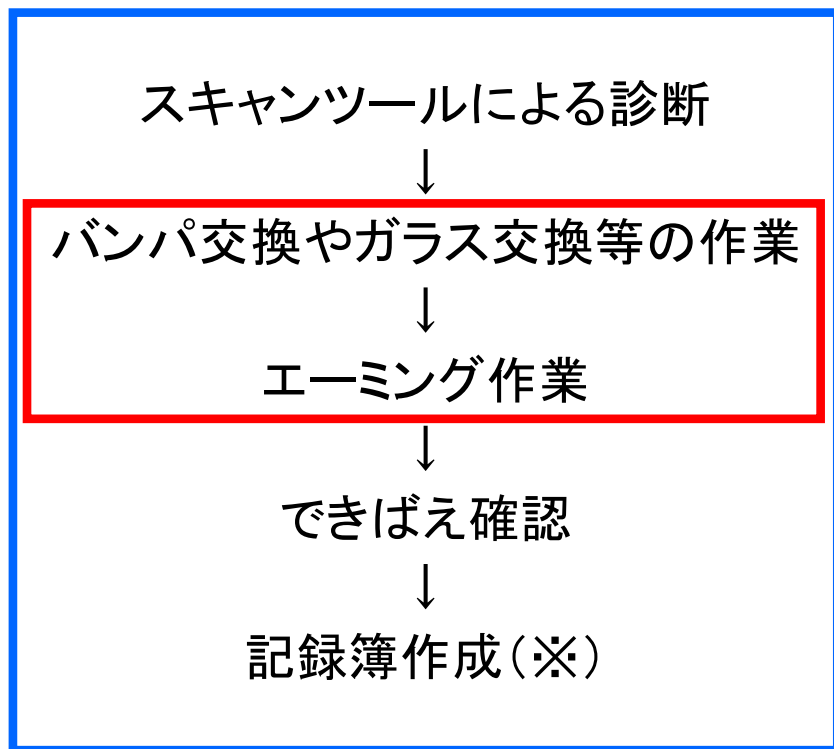 スキャンツールによる診断
↓
バンパ交換やガラス交換等の作業
↓
エーミング作業
↓
できばえ確認
↓
記録簿作成(※)